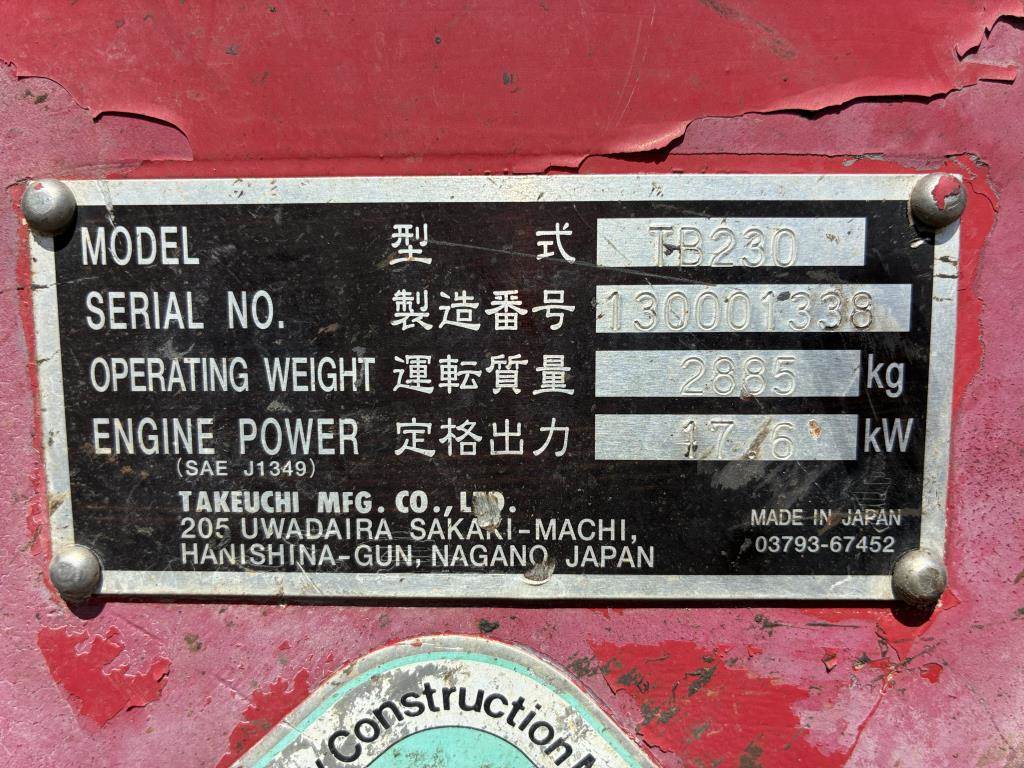 MODEL 型式 TB230
SERIAL NO. 製造番号 130001338
OPERATING WEIGHT 運転質量 2885 kg
ENGINE POWER 定格出力 17.6 kW
(SAE J1349)
TAKEUCHI MFG. CO., LTD.
205 UWADAIRA SAKAKI-MACHI,
HANISHINA-GUN, NAGANO JAPAN
MADE IN JAPAN
03793-67452
Construction